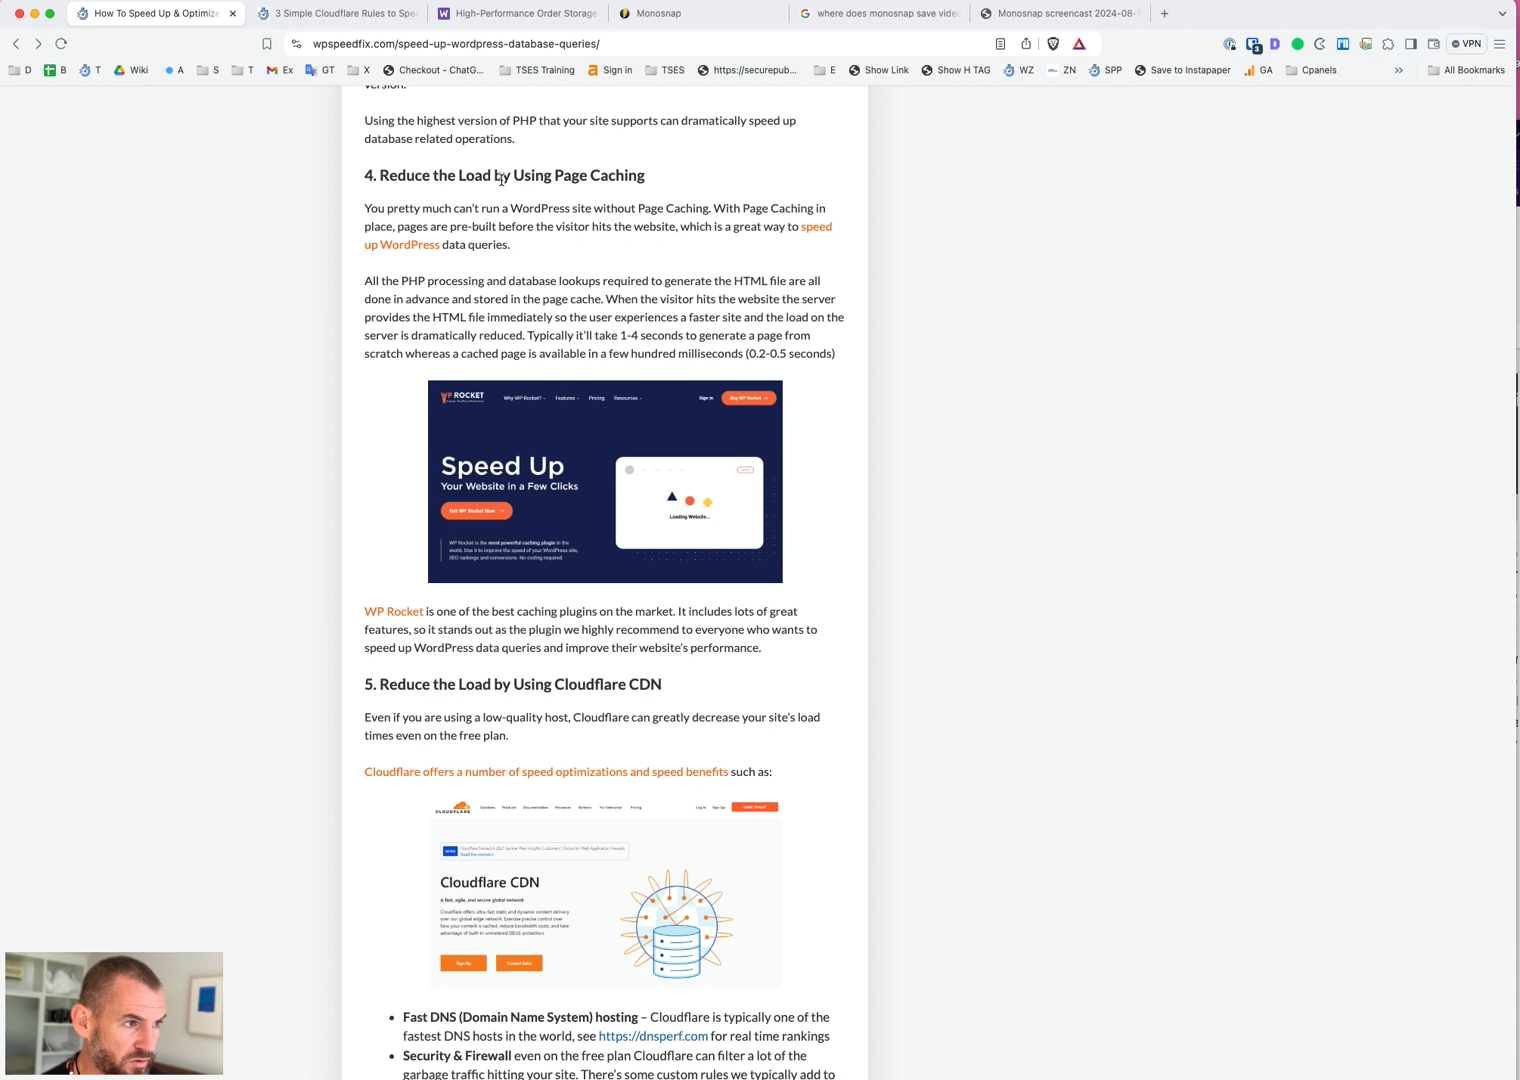 How To Speed Up & Optimize
3 Simple Cloudflare Rules to Spe
High-Performance Order Storage
Monosnap
where does monosnap save vide
Monosnap screencast 2024-08-1
wpspeedfix.com/speed-up-wordpress-database-queries/
VPN
D
B
T
Wiki
A
S
T
Ex
GT
X
Checkout - ChatG...
TSES Training
Sign in
TSES
https://securepub...
E
Show Link
Show H TAG
WZ
ZN
SPP
Save to Instapaper
GA
Cpanels
All Bookmarks
version.
Using the highest version of PHP that your site supports can dramatically speed up
database related operations.
4. Reduce the Load by Using Page Caching
You pretty much can't run a WordPress site without Page Caching. With Page Caching in
place, pages are pre-built before the visitor hits the website, which is a great way to speed
up WordPress data queries.
All the PHP processing and database lookups required to generate the HTML file are all
done in advance and stored in the page cache. When the visitor hits the website the server
provides the HTML file immediately so the user experiences a faster site and the load on the
server is dramatically reduced. Typically it'll take 1-4 seconds to generate a page from
scratch whereas a cached page is available in a few hundred milliseconds (0.2-0.5 seconds)
WP ROCKET
Why WP Rocket?
Features
Pricing
Resources
Sign in
Buy WP Rocket
Speed Up
Your Website in a Few Clicks
Get WP Rocket Now
Loading Website...
WP Rocket is the most powerful caching plugin in the
world. Use it to improve the speed of your WordPress site,
SEO rankings and conversions. No coding required.
WP Rocket is one of the best caching plugins on the market. It includes lots of great
features, so it stands out as the plugin we highly recommend to everyone who wants to
speed up WordPress data queries and improve their website's performance.
5. Reduce the Load by Using Cloudflare CDN
Even if you are using a low-quality host, Cloudflare can greatly decrease your site's load
times even on the free plan.
Cloudflare offers a number of speed optimizations and speed benefits such as:
CLOUDFLARE
Solutions
Products
Documentation
Resources
Partners
For Enterprise
Pricing
Log In
Sign Up
Cloudflare Named A 2021 Gartner Peer Insights Customers' Choice for Web Application Firewalls
Read the reviews
Cloudflare CDN
A fast, agile, and secure global network
Cloudflare offers ultra-fast static and dynamic content delivery
over our global edge network. Exercise precise control over
how your content is cached, reduce bandwidth costs, and take
advantage of built-in unmetered DDoS protection.
Sign Up
Contact Sales
• Fast DNS (Domain Name System) hosting – Cloudflare is typically one of the
fastest DNS hosts in the world, see https://dnsperf.com for real time rankings
• Security & Firewall even on the free plan Cloudflare can filter a lot of the
garbage traffic hitting your site. There's some custom rules we typically add to